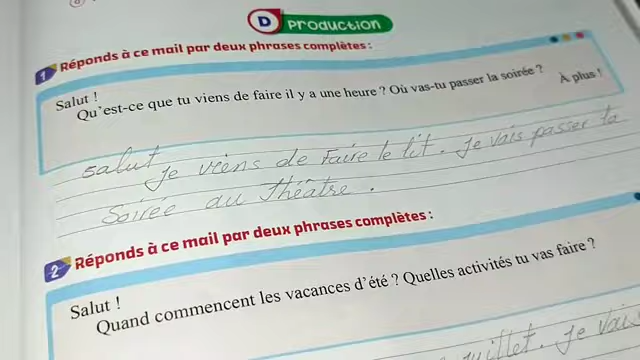 D PRODUCTION
1 Réponds à ce mail par deux phrases complètes :
Salut !
Qu'est-ce que tu viens de faire il y a une heure ? Où vas-tu passer la soirée ?
À plus !
salut
je viens de Faire le lit. je vais passer ta
Soirée au théâtre.
2 Réponds à ce mail par deux phrases complètes :
Salut !
Quand commencent les vacances d'été ? Quelles activités tu vas faire ?
juillet. je vais